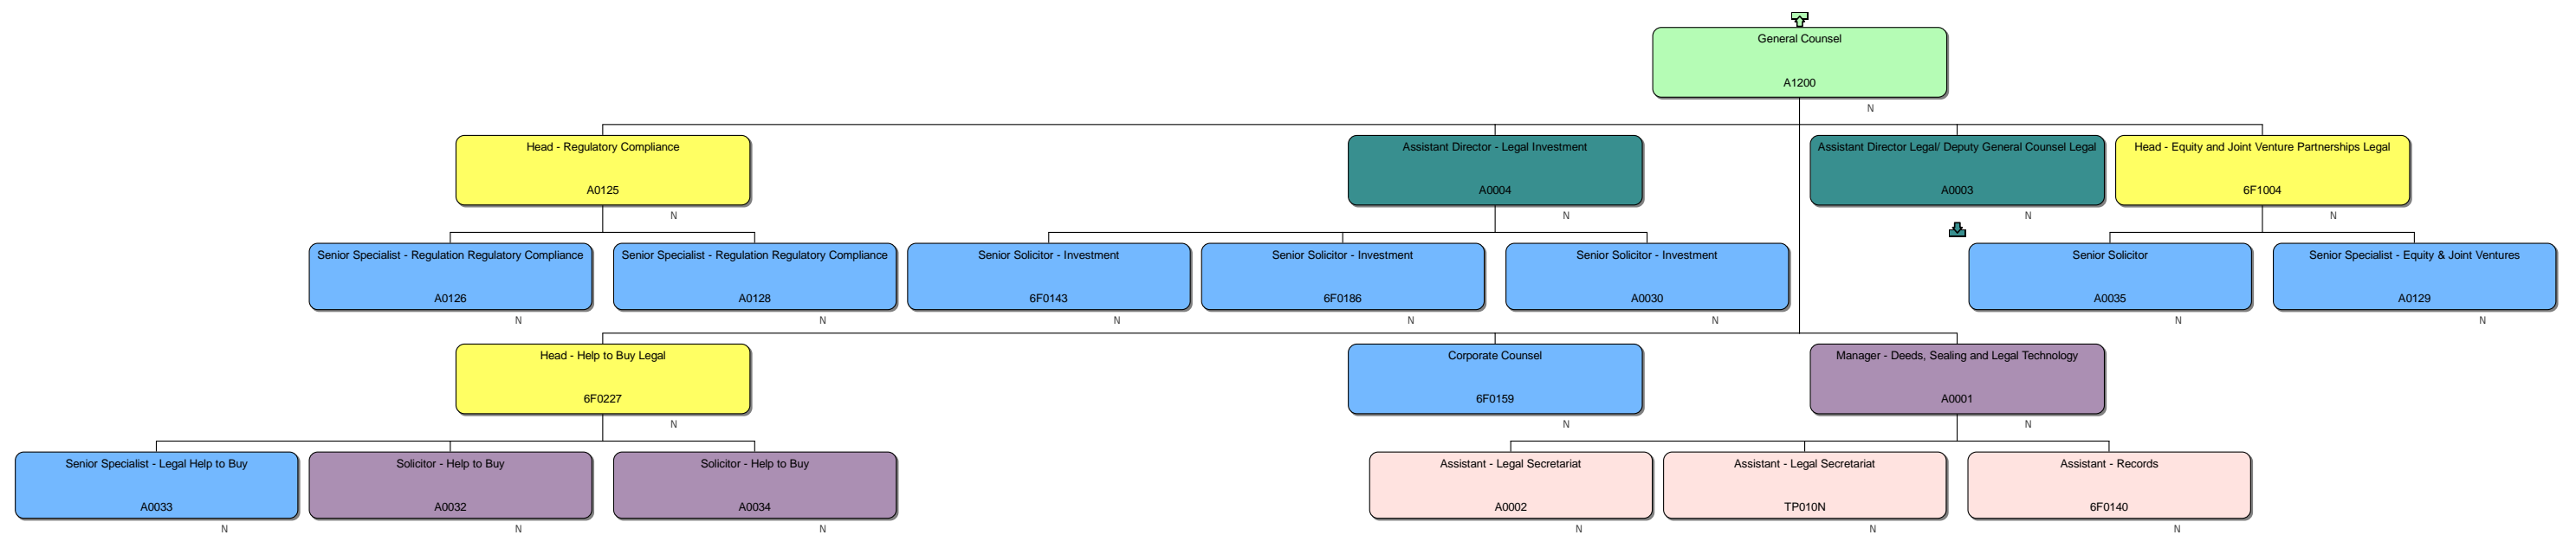 General Counsel
A1200
N
Head - Regulatory Compliance
A0125
N
Assistant Director - Legal Investment
A0004
N
Assistant Director Legal/ Deputy General Counsel Legal
A0003
N
Head - Equity and Joint Venture Partnerships Legal
6F1004
N
Senior Specialist - Regulation Regulatory Compliance
A0126
N
Senior Specialist - Regulation Regulatory Compliance
A0128
N
Senior Solicitor - Investment
6F0143
N
Senior Solicitor - Investment
6F0186
N
Senior Solicitor - Investment
A0030
N
Senior Solicitor
A0035
N
Senior Specialist - Equity & Joint Ventures
A0129
N
Head - Help to Buy Legal
6F0227
N
Corporate Counsel
6F0159
N
Manager - Deeds, Sealing and Legal Technology
A0001
N
Senior Specialist - Legal Help to Buy
A0033
N
Solicitor - Help to Buy
A0032
N
Solicitor - Help to Buy
A0034
N
Assistant - Legal Secretariat
A0002
N
Assistant - Legal Secretariat
TP010N
N
Assistant - Records
6F0140
N